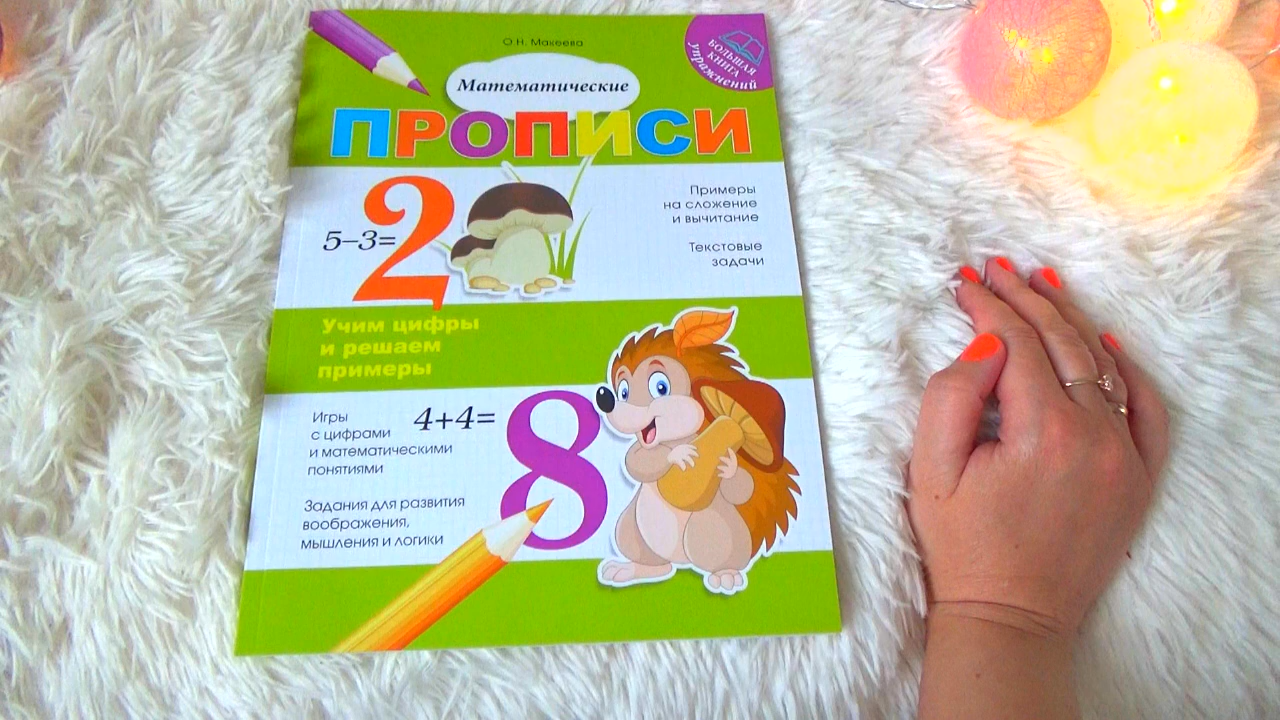 О.Н. Макеева
БОЛЬШАЯ
КНИГА
упражнений
Математические
ПРОПИСИ
5–3=2
Примеры
на сложение
и вычитание
Текстовые
задачи
Учим цифры
и решаем
примеры
Игры
с цифрами
и математическими
понятиями
4+4=8
Задания для развития
воображения,
мышления и логики